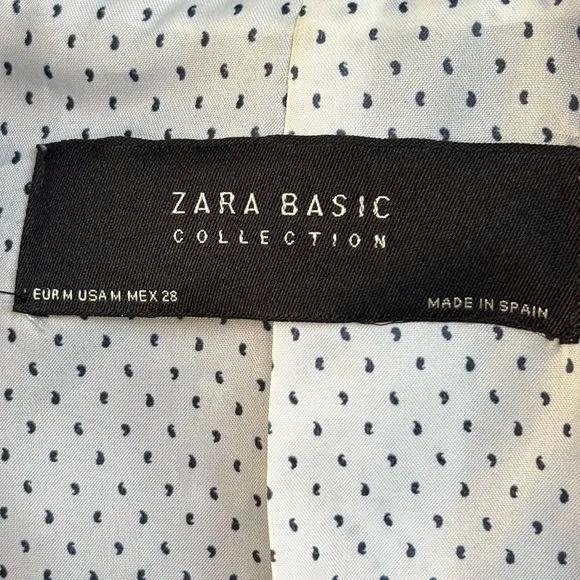 ZARA BASIC
COLLECTION
EUR M USA M MEX 28
MADE IN SPAIN